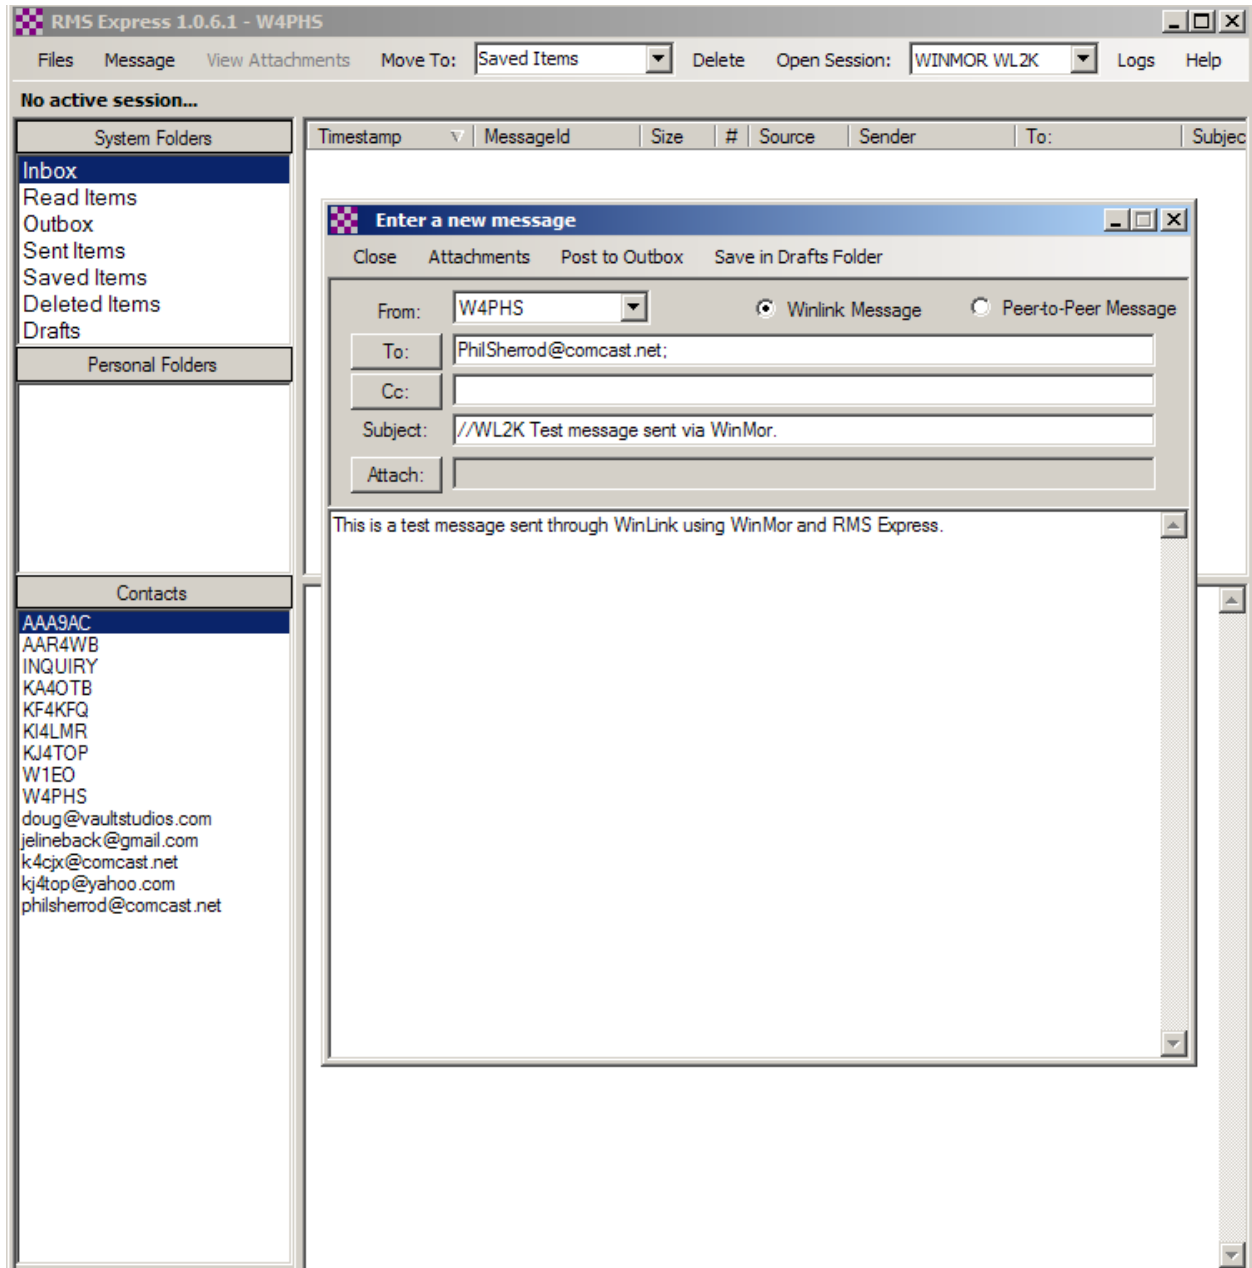 RMS Express 1.0.6.1 - W4PHS
Files Message View Attachments Move To: Saved Items Delete Open Session: WINMOR WL2K Logs Help
No active session...
System Folders
Timestamp MessageId Size # Source Sender To: Subjec
Inbox
Read Items
Outbox
Sent Items
Saved Items
Deleted Items
Drafts
Personal Folders
Enter a new message
Close Attachments Post to Outbox Save in Drafts Folder
From: W4PHS Winlink Message Peer-to-Peer Message
To: PhilSherrod@comcast.net;
Cc:
Subject: //WL2K Test message sent via WinMor.
Attach:
This is a test message sent through WinLink using WinMor and RMS Express.
Contacts
AAA9AC
AAR4WB
INQUIRY
KA4OTB
KF4KFQ
KI4LMR
KJ4TOP
W1EO
W4PHS
doug@vaultstudios.com
jelineback@gmail.com
k4cjx@comcast.net
kj4top@yahoo.com
philsherrod@comcast.net